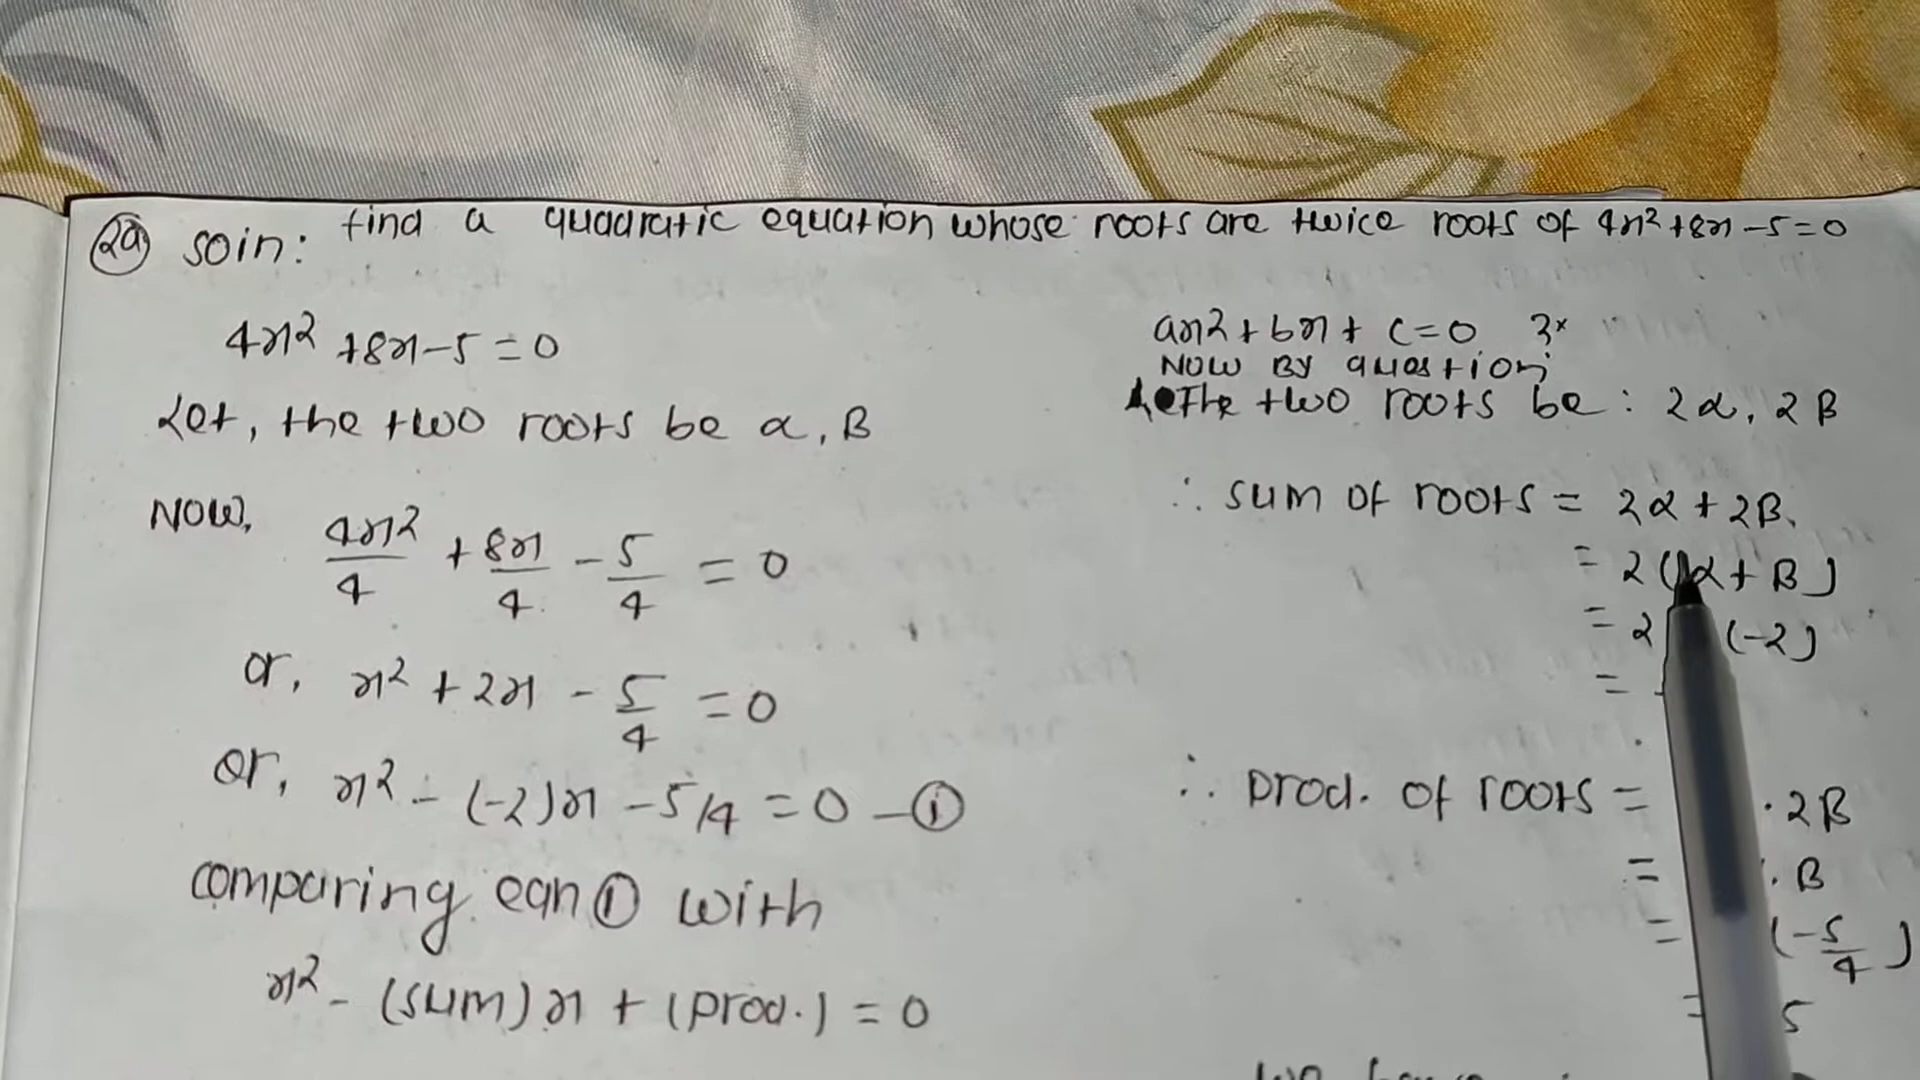 2a) soln: find a quadratic equation whose roots are twice roots of 4x² + 8x - 5 = 0
4x² + 8x - 5 = 0
Let, the two roots be α, β
Now, 4x²/4 + 8x/4 - 5/4 = 0
or, x² + 2x - 5/4 = 0
or, x² - (-2)x - 5/4 = 0 - ①
comparing eqn ① with
x² - (sum)x + (prod.) = 0
ax² + bx + c = 0
Now By question,
The two roots be: 2α, 2β
∴ sum of roots = 2α + 2β
= 2(α + β)
= 2 (-2)
=
∴ prod. of roots = . 2β
= . β
= (-5/4)
= 5
we have